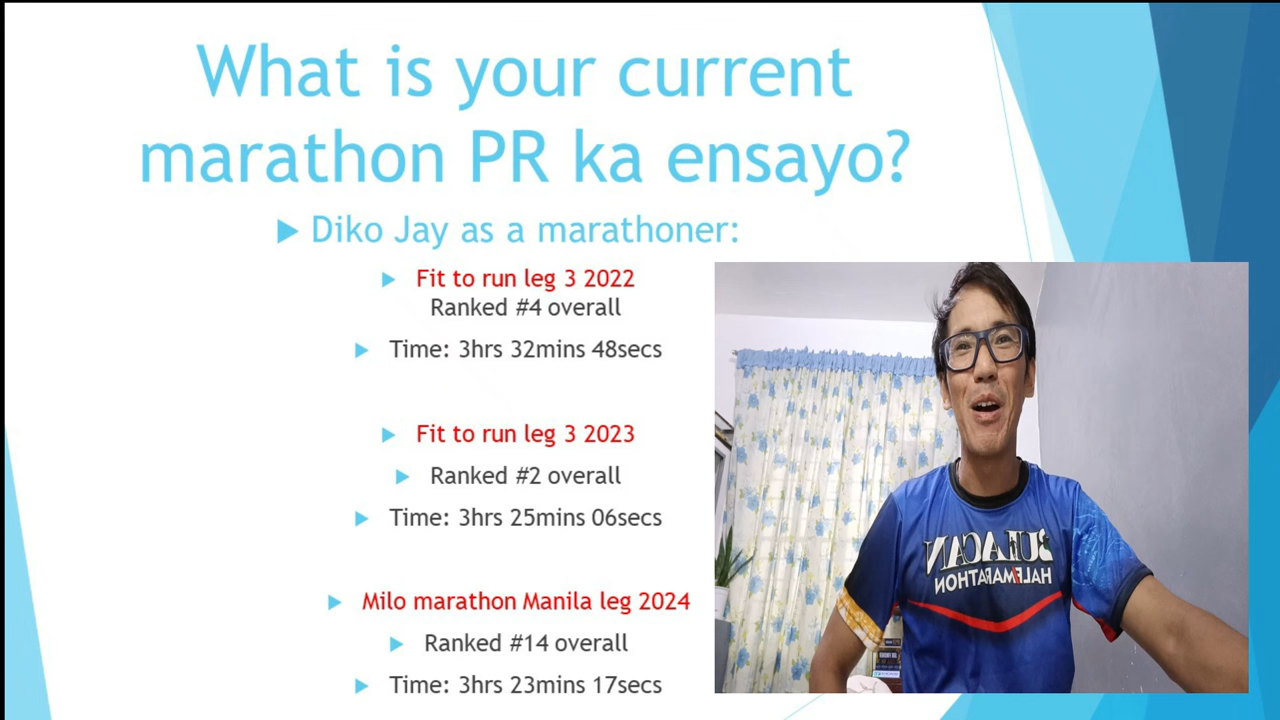 What is your current
marathon PR ka ensayo?
Diko Jay as a marathoner:
Fit to run leg 3 2022
Ranked #4 overall
Time: 3hrs 32mins 48secs
Fit to run leg 3 2023
Ranked #2 overall
Time: 3hrs 25mins 06secs
Milo marathon Manila leg 2024
Ranked #14 overall
Time: 3hrs 23mins 17secs
BULACAN
HALF MARATHON